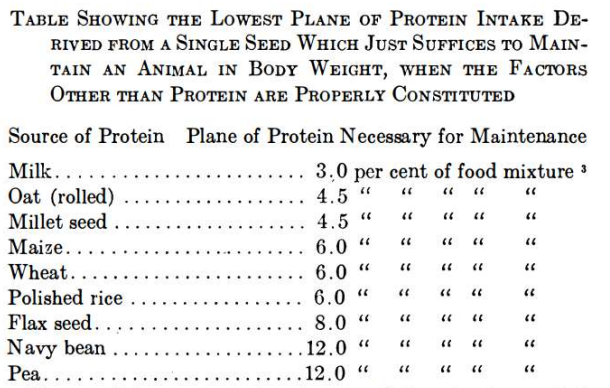 TABLE SHOWING THE LOWEST PLANE OF PROTEIN INTAKE DE-
RIVED FROM A SINGLE SEED WHICH JUST SUFFICES TO MAIN-
TAIN AN ANIMAL IN BODY WEIGHT, WHEN THE FACTORS
OTHER THAN PROTEIN ARE PROPERLY CONSTITUTED
Source of Protein Plane of Protein Necessary for Maintenance
Milk......................... 3.0 per cent of food mixture ³
Oat (rolled) .................. 4.5 “ “ “ “ “
Millet seed ................... 4.5 “ “ “ “ “
Maize........................ 6.0 “ “ “ “ “
Wheat....................... 6.0 “ “ “ “ “
Polished rice ................. 6.0 “ “ “ “ “
Flax seed..................... 8.0 “ “ “ “ “
Navy bean ...................12.0 “ “ “ “ “
Pea..........................12.0 “ “ “ “ “